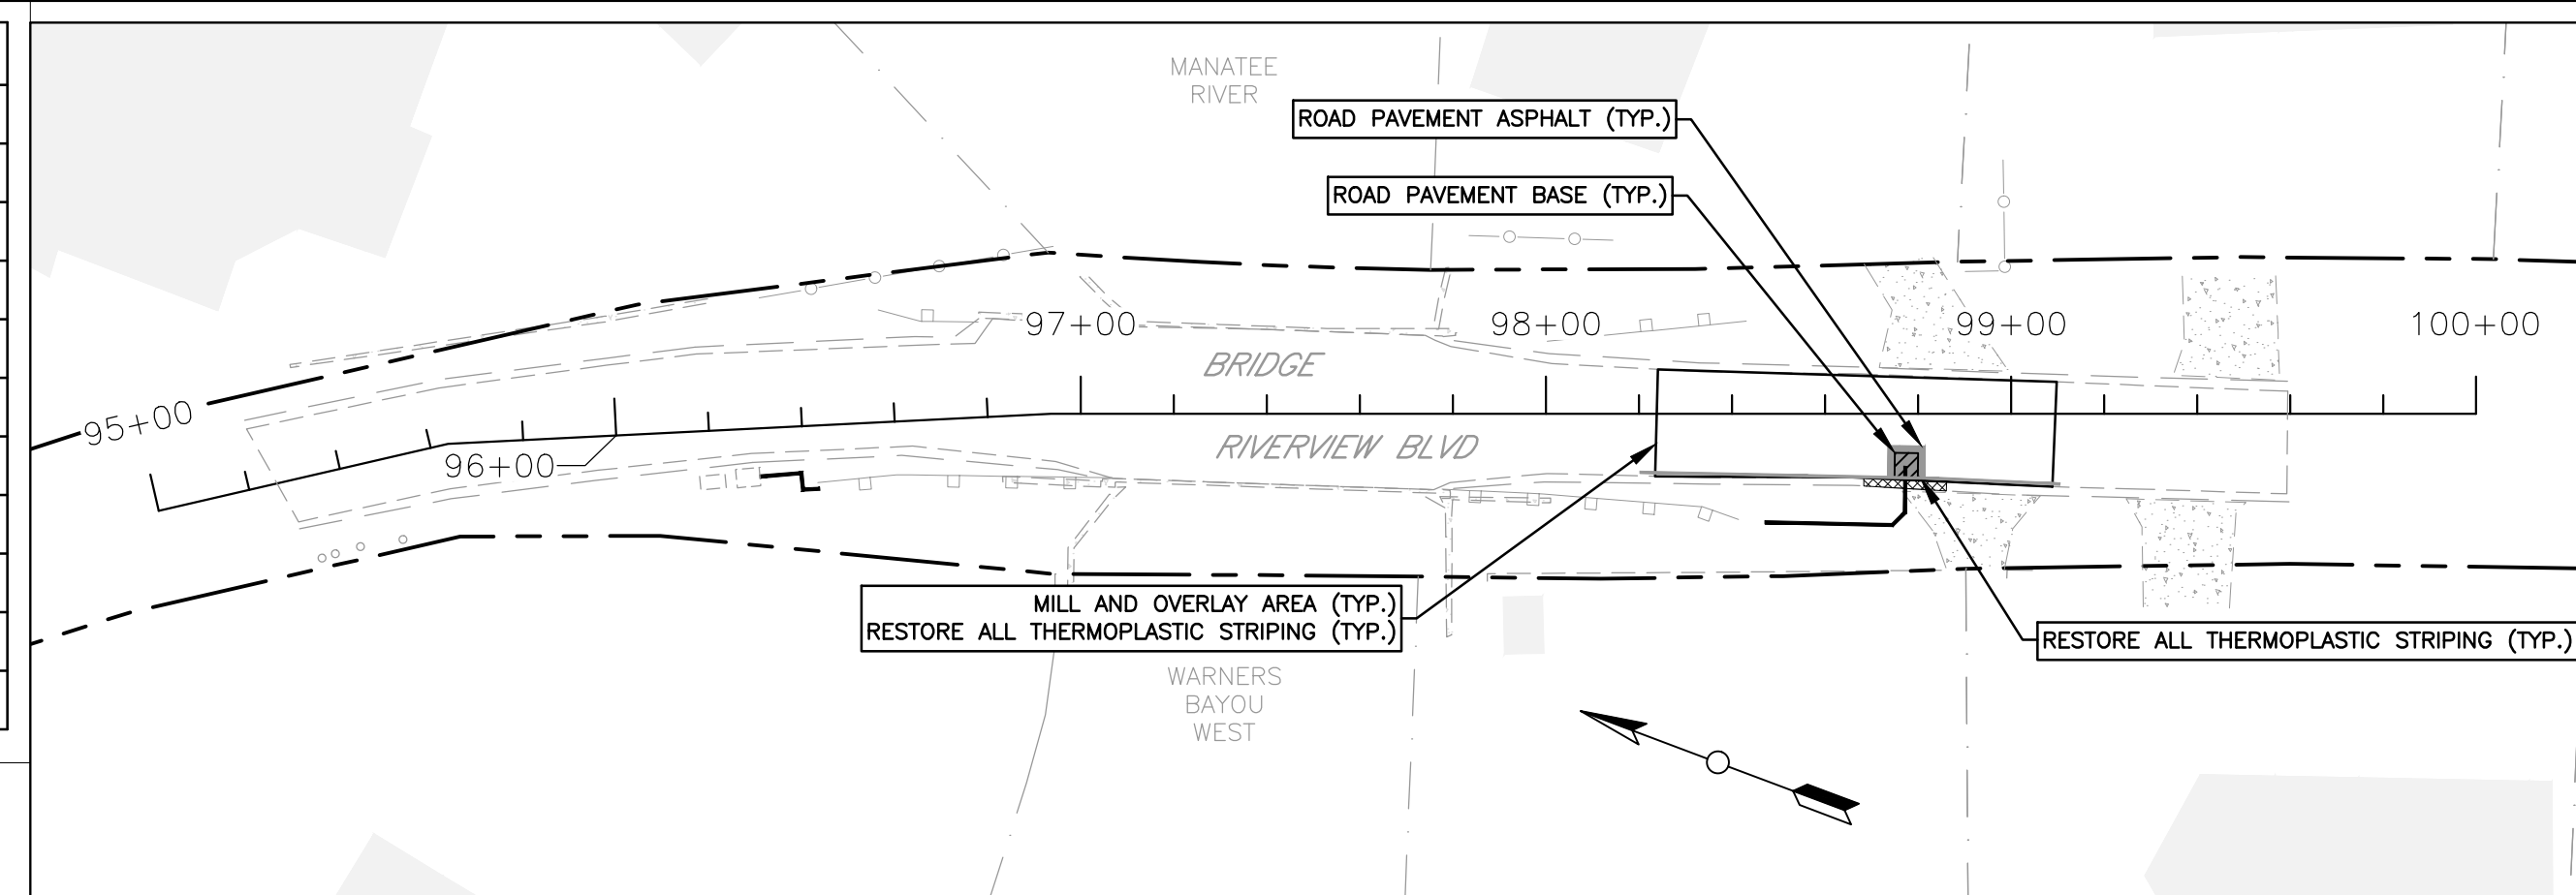 MANATEE
RIVER
ROAD PAVEMENT ASPHALT (TYP.)
ROAD PAVEMENT BASE (TYP.)
97+00
98+00
99+00
100+00
BRIDGE
95+00
RIVERVIEW BLVD
96+00
MILL AND OVERLAY AREA (TYP.)
RESTORE ALL THERMOPLASTIC STRIPING (TYP.)
RESTORE ALL THERMOPLASTIC STRIPING (TYP.)
WARNERS
BAYOU
WEST